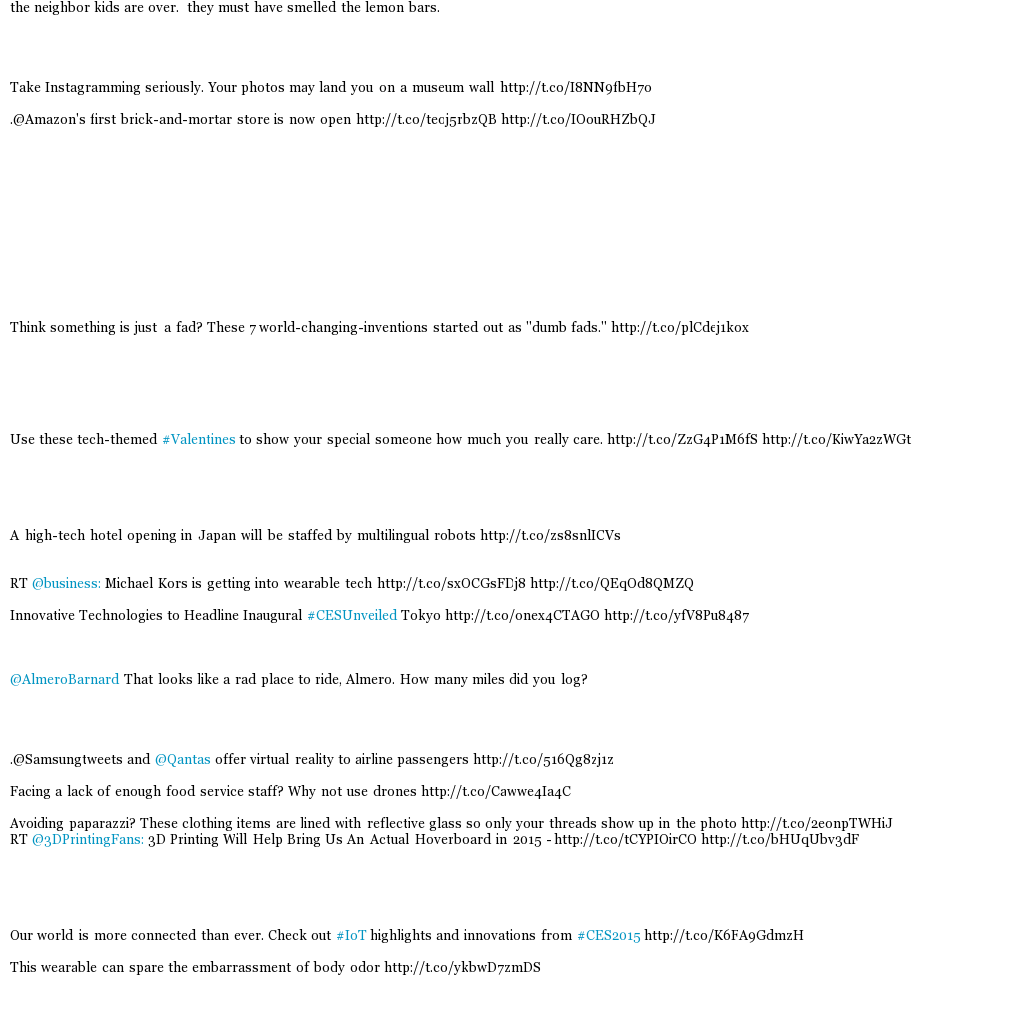 the neighbor kids are over.  they must have smelled the lemon bars.
Take Instagramming seriously. Your photos may land you on a museum wall http://t.co/I8NN9fbH7o
.@Amazon's first brick-and-mortar store is now open http://t.co/teoj5rbzQB http://t.co/IOouRHZbQJ
Think something is just a fad? These 7 world-changing-inventions started out as "dumb fads." http://t.co/plCdej1kox
Use these tech-themed #Valentines to show your special someone how much you really care. http://t.co/ZzG4P1M6fS http://t.co/KiwYa2zWGt
A high-tech hotel opening in Japan will be staffed by multilingual robots http://t.co/zs8snlICVs
RT @business: Michael Kors is getting into wearable tech http://t.co/sxOCGsFDj8 http://t.co/QEqOd8QMZQ
Innovative Technologies to Headline Inaugural #CESUnveiled Tokyo http://t.co/onex4CTAGO http://t.co/yfV8Pu8487
@AlmeroBarnard That looks like a rad place to ride, Almero. How many miles did you log?
.@Samsungtweets and @Qantas offer virtual reality to airline passengers http://t.co/516Qg8zj1z
Facing a lack of enough food service staff? Why not use drones http://t.co/Cawwe4Ia4C
Avoiding paparazzi? These clothing items are lined with reflective glass so only your threads show up in the photo http://t.co/2eonpTWHiJ
RT @3DPrintingFans: 3D Printing Will Help Bring Us An Actual Hoverboard in 2015 - http://t.co/tCYPIOirCO http://t.co/bHUqUbv3dF
Our world is more connected than ever. Check out #IoT highlights and innovations from #CES2015 http://t.co/K6FA9GdmzH
This wearable can spare the embarrassment of body odor http://t.co/ykbwD7zmDS